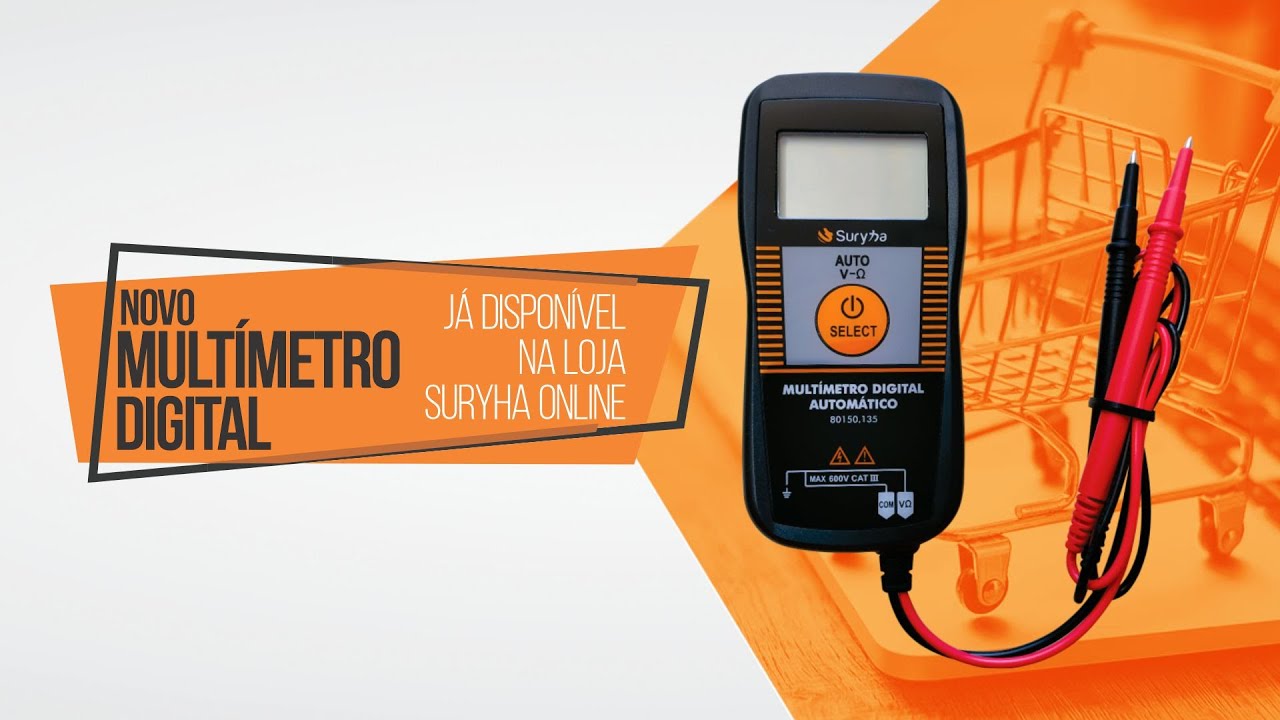 NOVO
MULTÍMETRO
DIGITAL
JÁ DISPONÍVEL
NA LOJA
SURYHA ONLINE
Suryha
AUTO
V-Ω
SELECT
MULTÍMETRO DIGITAL
AUTOMÁTICO
80150.135
MAX 600V CAT III
COM VΩ